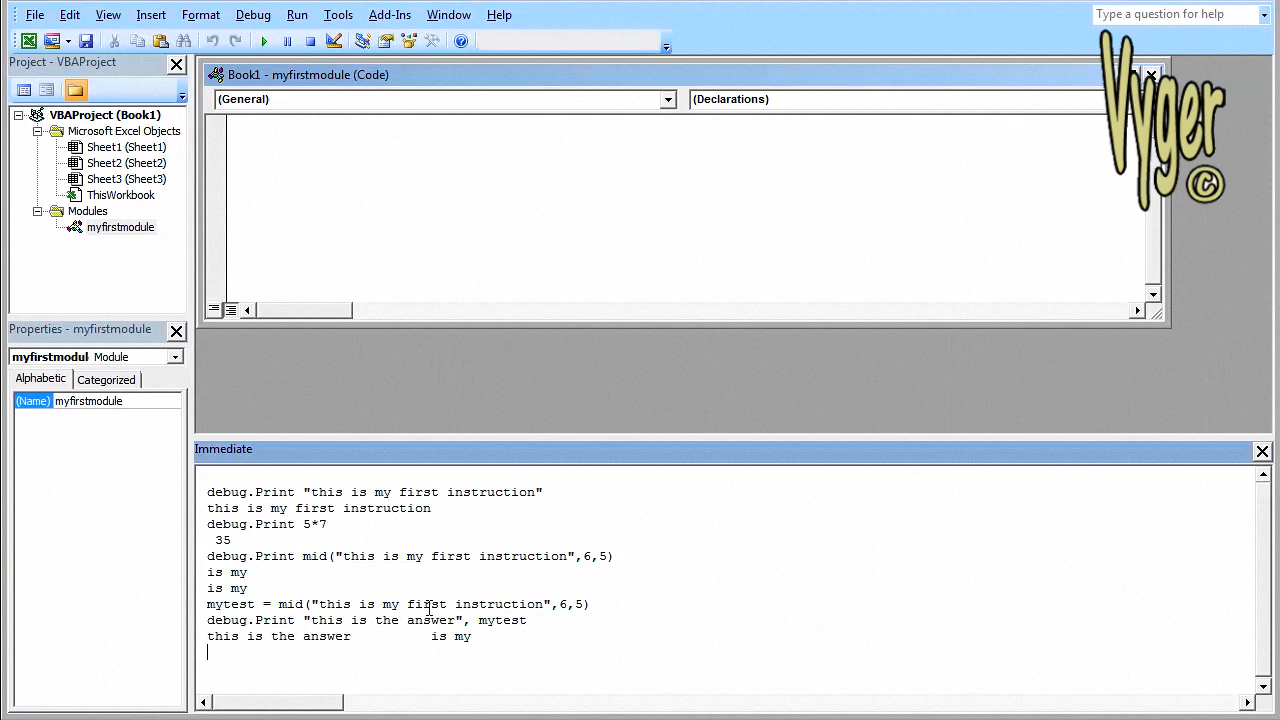 File Edit View Insert Format Debug Run Tools Add-Ins Window Help
Type a question for help
Project - VBAProject
VBAProject (Book1)
Microsoft Excel Objects
Sheet1 (Sheet1)
Sheet2 (Sheet2)
Sheet3 (Sheet3)
ThisWorkbook
Modules
myfirstmodule
Properties - myfirstmodule
myfirstmodul Module
Alphabetic Categorized
(Name) myfirstmodule
Book1 - myfirstmodule (Code)
(General) (Declarations)
Vyger
©
Immediate
debug.Print "this is my first instruction"
this is my first instruction
debug.Print 5*7
35
debug.Print mid("this is my first instruction",6,5)
is my
is my
mytest = mid("this is my first instruction",6,5)
debug.Print "this is the answer", mytest
this is the answer is my